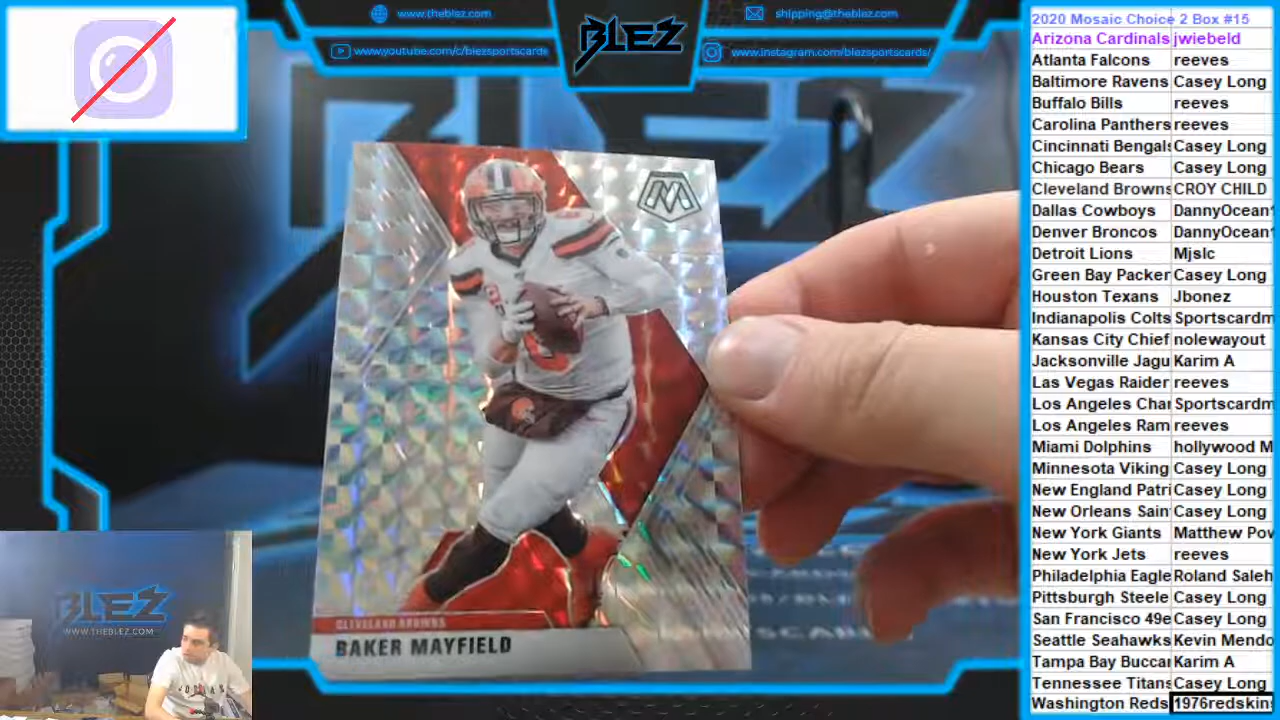 www.theblez.com
shipping@theblez.com
www.youtube.com/c/blezsportscards
BLEZ
www.instagram.com/blezsportscards/
M
CLEVELAND BROWNS
BAKER MAYFIELD
BLEZ
WWW.THEBLEZ.COM
2020 Mosaic Choice 2 Box #15
Arizona Cardinals jwiebeld
Atlanta Falcons reeves
Baltimore Ravens Casey Long
Buffalo Bills reeves
Carolina Panthers reeves
Cincinnati Bengals Casey Long
Chicago Bears Casey Long
Cleveland Browns CROY CHILD
Dallas Cowboys DannyOcean
Denver Broncos DannyOcean
Detroit Lions Mjslc
Green Bay Packer Casey Long
Houston Texans Jbonez
Indianapolis Colts Sportscardm
Kansas City Chief nolewayout
Jacksonville Jagu Karim A
Las Vegas Raider reeves
Los Angeles Cha Sportscardm
Los Angeles Ram reeves
Miami Dolphins hollywood M
Minnesota Viking Casey Long
New England Patri Casey Long
New Orleans Sain Casey Long
New York Giants Matthew Pow
New York Jets reeves
Philadelphia Eagle Roland Saleh
Pittsburgh Steele Casey Long
San Francisco 49e Casey Long
Seattle Seahawks Kevin Mendo
Tampa Bay Bucca Karim A
Tennessee Titans Casey Long
Washington Reds 1976redskin